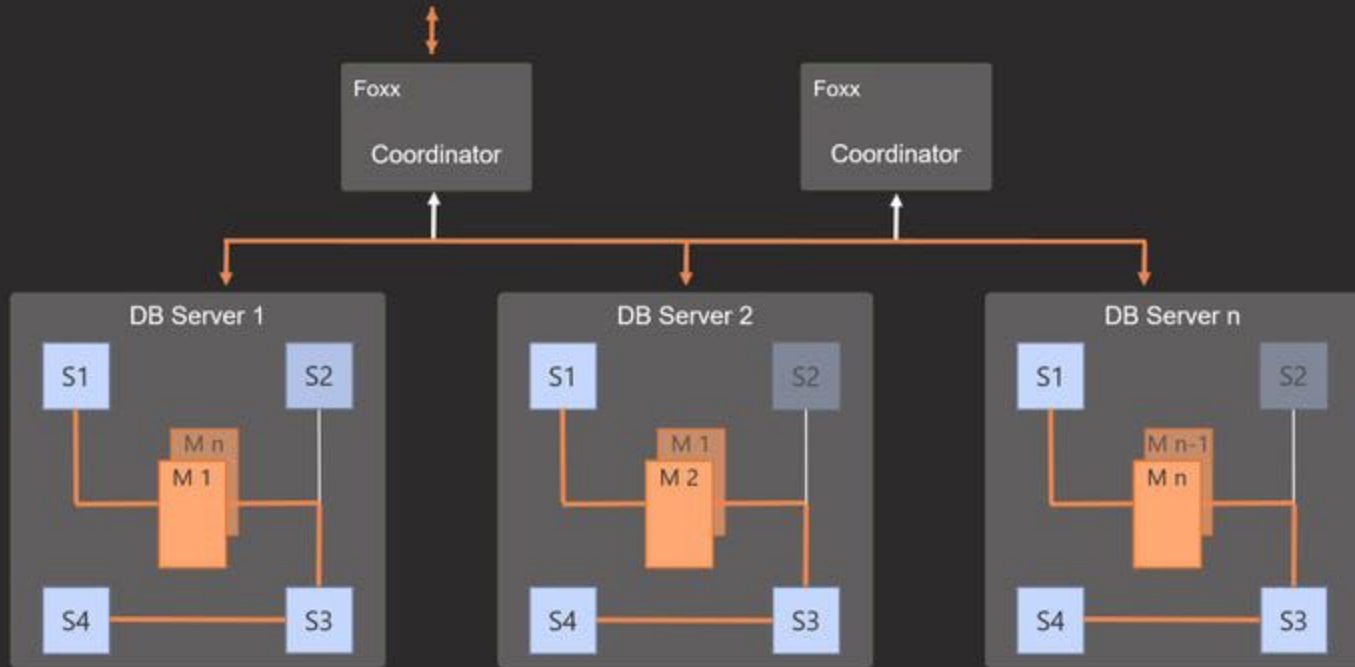 Foxx
Coordinator
Foxx
Coordinator
DB Server 1
S1
S2
M n
M 1
S4
S3
DB Server 2
S1
S2
M 1
M 2
S4
S3
DB Server n
S1
S2
M n-1
M n
S4
S3